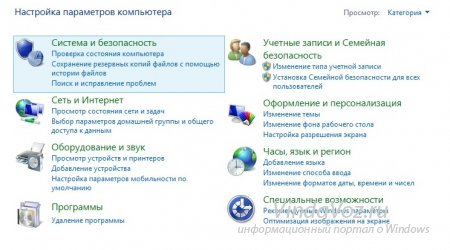 Настройка параметров компьютера
Просмотр: Категория
Система и безопасность
Проверка состояния компьютера
Сохранение резервных копий файлов с помощью
истории файлов
Поиск и исправление проблем
Сеть и Интернет
Просмотр состояния сети и задач
Выбор параметров домашней группы и общего
доступа к данным
Оборудование и звук
Просмотр устройств и принтеров
Добавление устройства
Настройка параметров мобильности по
умолчанию
Программы
Удаление программы
Учетные записи и Семейная
безопасность
Изменение типа учетной записи
Установка Семейной безопасности для всех
пользователей
Оформление и персонализация
Изменение темы
Изменение фона рабочего стола
Настройка разрешения экрана
Часы, язык и регион
Добавление языка
Изменение способа ввода
Изменение форматов даты, времени и чисел
Специальные возможности
Рекомендуемые Windows параметры
Оптимизация изображения на экране
VindaVoz.ru
информационный портал о Windows